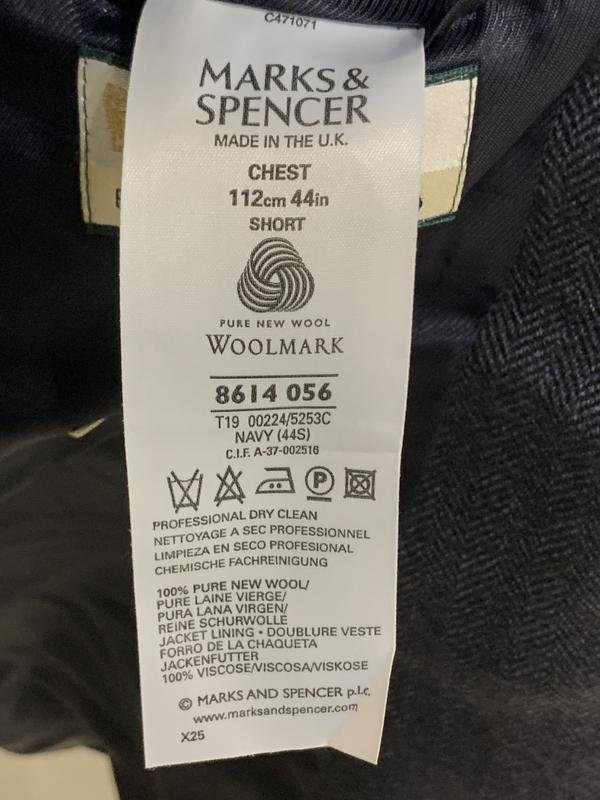 C471071
MARKS &
SPENCER
MADE IN THE U.K.
CHEST
112cm 44in
SHORT
PURE NEW WOOL
WOOLMARK
8614 056
T19 00224/5253C
NAVY (44S)
C.I.F. A-37-002516
P
PROFESSIONAL DRY CLEAN
NETTOYAGE A SEC PROFESSIONNEL
LIMPIEZA EN SECO PROFESIONAL
CHEMISCHE FACHREINIGUNG
100% PURE NEW WOOL/
PURE LAINE VIERGE/
PURA LANA VIRGEN/
REINE SCHURWOLLE
JACKET LINING • DOUBLURE VESTE
FORRO DE LA CHAQUETA
JACKENFUTTER
100% VISCOSE/VISCOSA/VISKOSE
© MARKS AND SPENCER p.l.c.
www.marksandspencer.com
X25